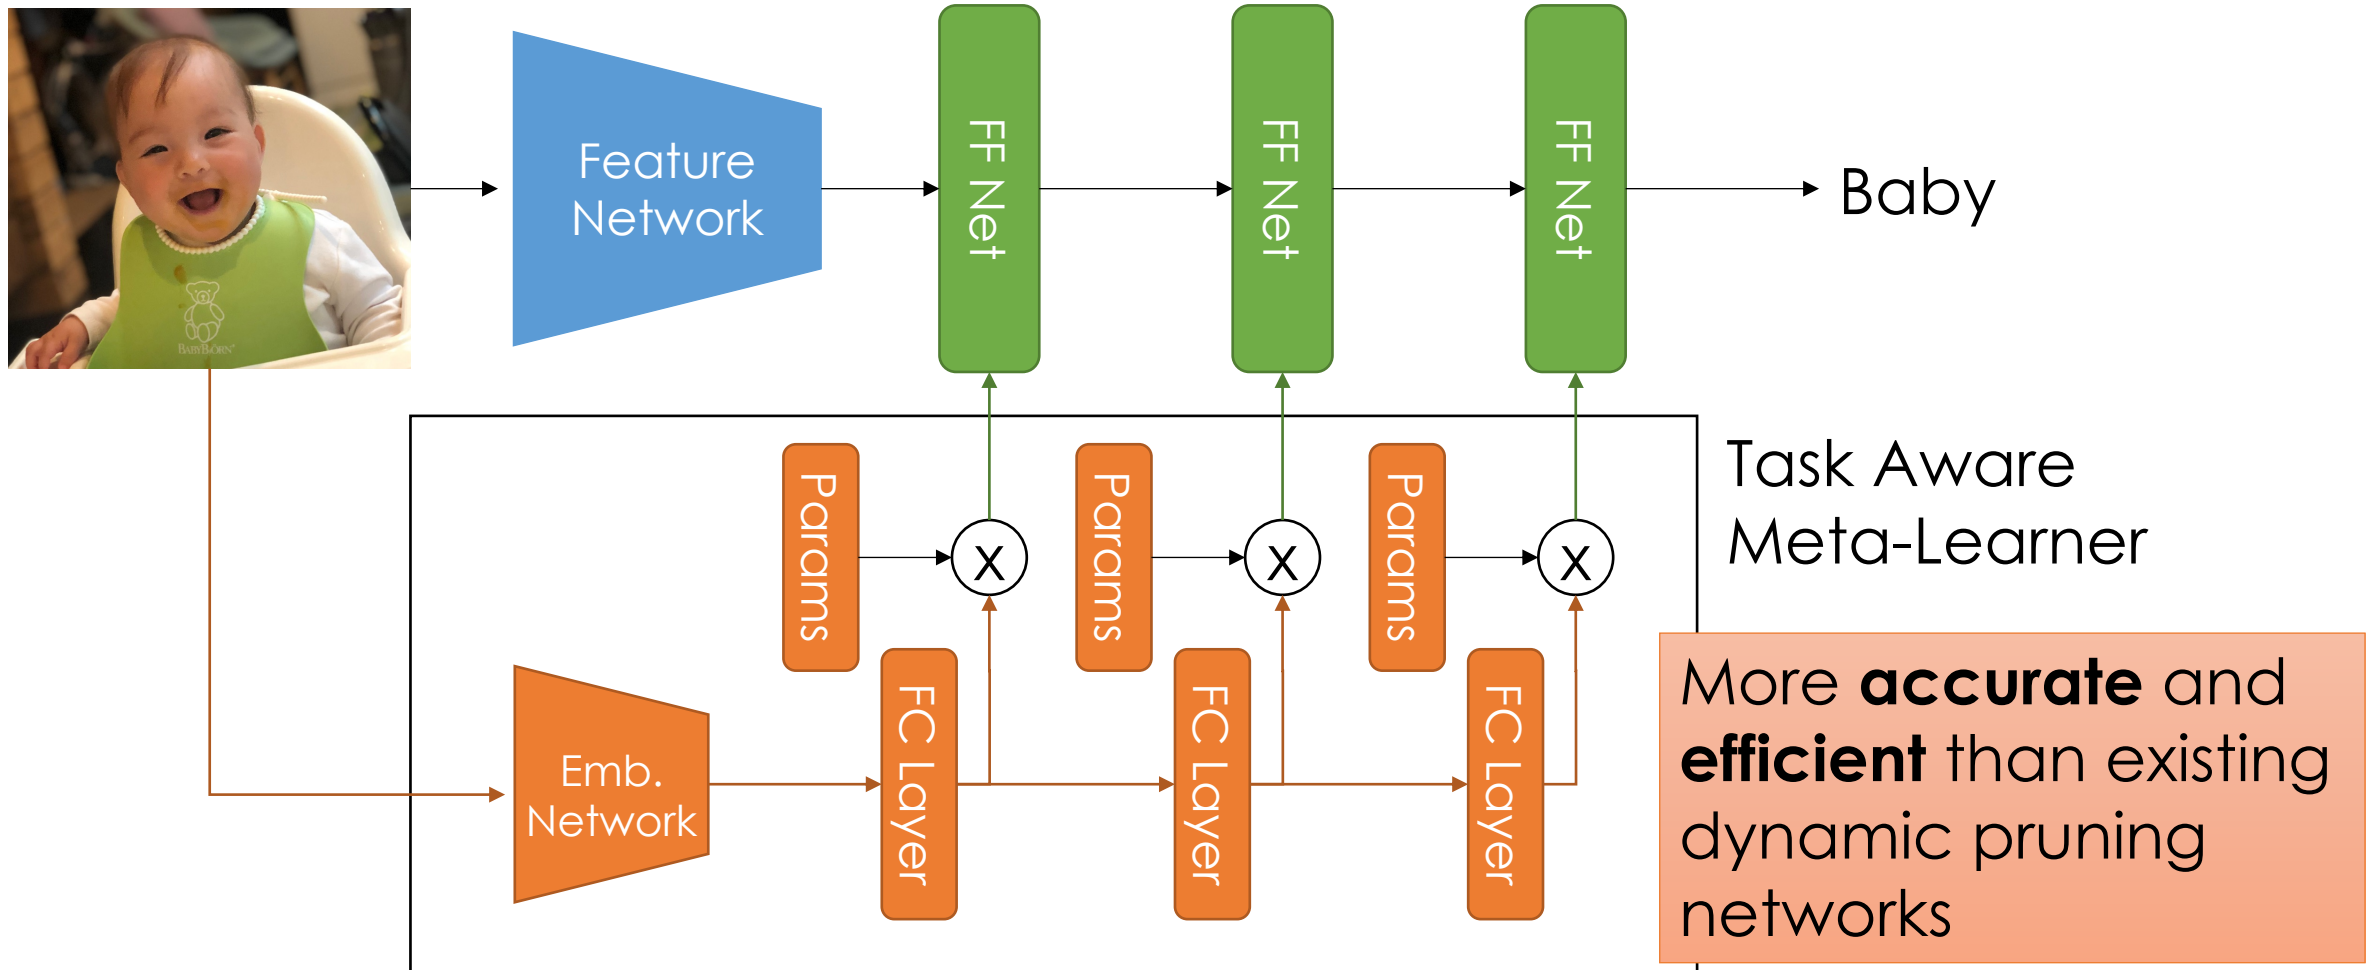 Feature
Network
FF Net
FF Net
FF Net
Baby
BABYBJÖRN
Params
Params
Params
x
x
x
Task Aware
Meta-Learner
Emb.
Network
FC Layer
FC Layer
FC Layer
More accurate and
efficient than existing
dynamic pruning
networks